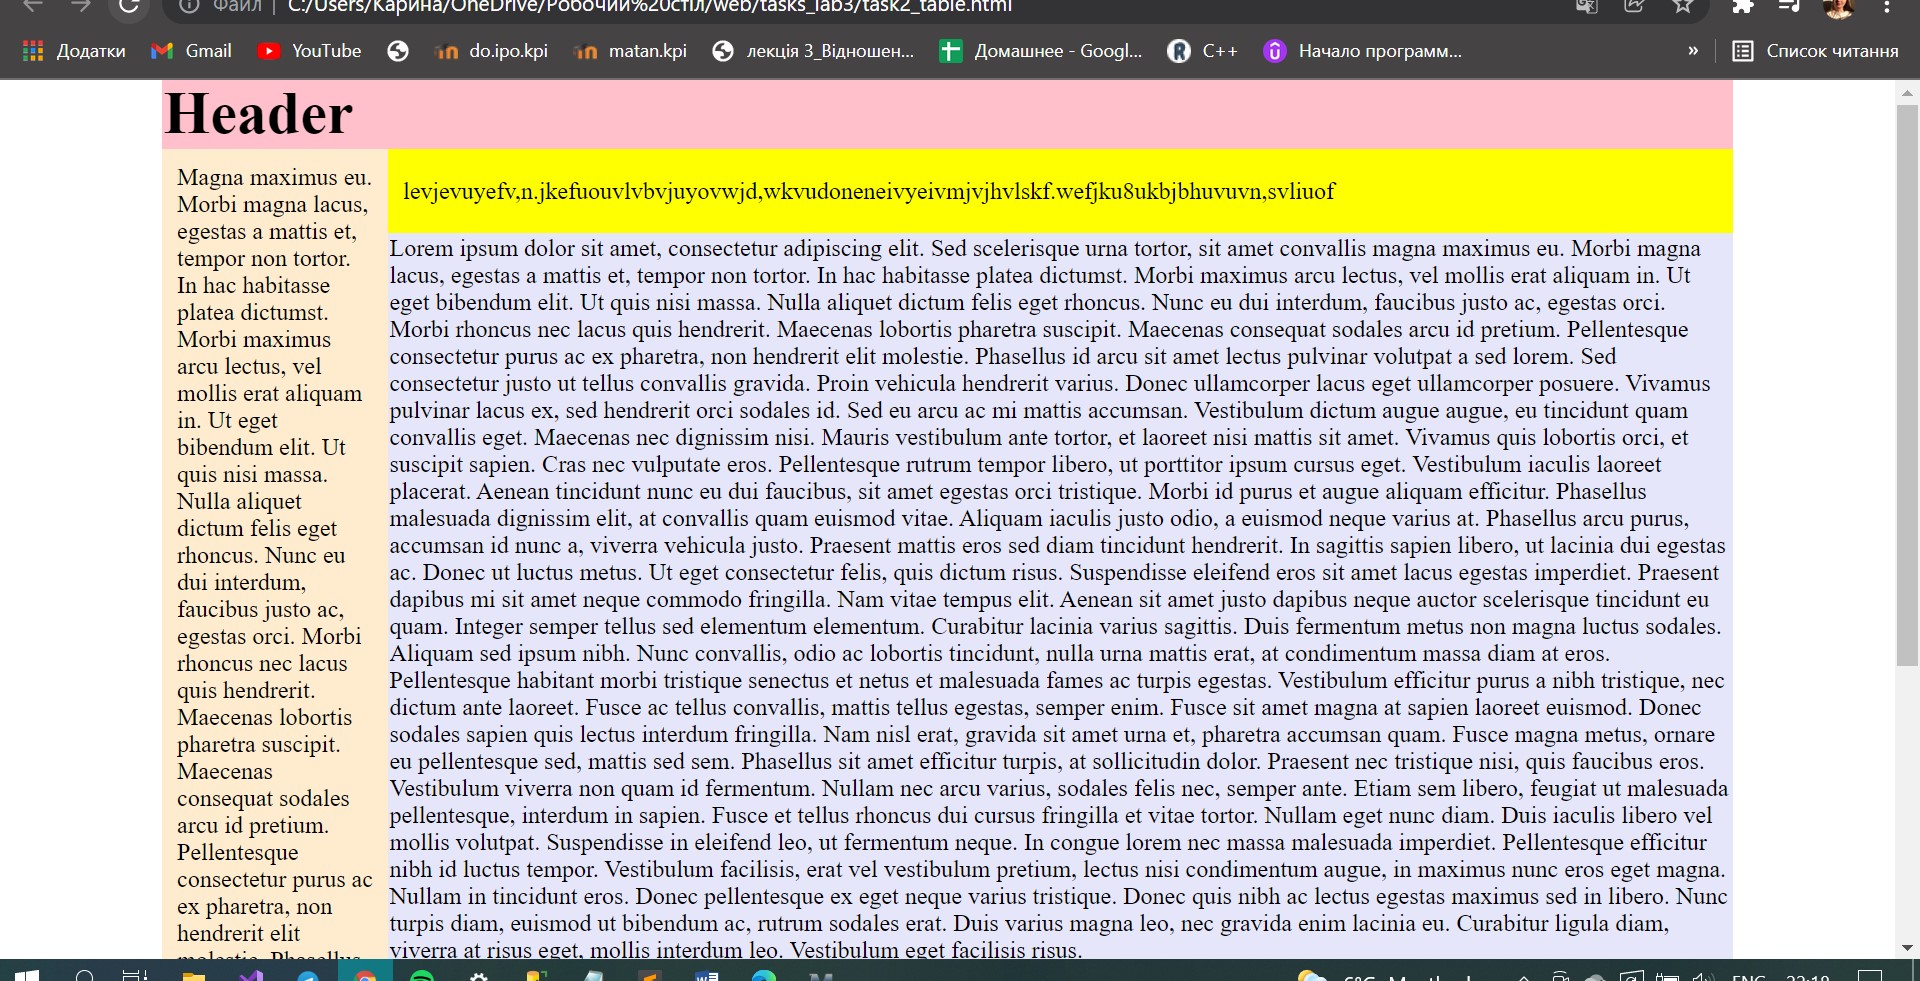 Файл | C:/Users/Карина/OneDrive/Робочий%20стіл/web/tasks_lab3/task2_table.html
Додатки Gmail YouTube do.ipo.kpi matan.kpi лекція 3_Відношен... Домашнее - Googl... C++ Начало программ... » Список читання
Header
levjevuyefv,n.jkefuouvlvbvjuyovwjd,wkvudoneneivyeivmjvjhvlskf.wefjku8ukbjbhuvuvn,svliuof
Magna maximus eu.
Morbi magna lacus,
egestas a mattis et,
tempor non tortor.
In hac habitasse
platea dictumst.
Morbi maximus
arcu lectus, vel
mollis erat aliquam
in. Ut eget
bibendum elit. Ut
quis nisi massa.
Nulla aliquet
dictum felis eget
rhoncus. Nunc eu
dui interdum,
faucibus justo ac,
egestas orci. Morbi
rhoncus nec lacus
quis hendrerit.
Maecenas lobortis
pharetra suscipit.
Maecenas
consequat sodales
arcu id pretium.
Pellentesque
consectetur purus ac
ex pharetra, non
hendrerit elit
molestie. Phasellus
Lorem ipsum dolor sit amet, consectetur adipiscing elit. Sed scelerisque urna tortor, sit amet convallis magna maximus eu. Morbi magna
lacus, egestas a mattis et, tempor non tortor. In hac habitasse platea dictumst. Morbi maximus arcu lectus, vel mollis erat aliquam in. Ut
eget bibendum elit. Ut quis nisi massa. Nulla aliquet dictum felis eget rhoncus. Nunc eu dui interdum, faucibus justo ac, egestas orci.
Morbi rhoncus nec lacus quis hendrerit. Maecenas lobortis pharetra suscipit. Maecenas consequat sodales arcu id pretium. Pellentesque
consectetur purus ac ex pharetra, non hendrerit elit molestie. Phasellus id arcu sit amet lectus pulvinar volutpat a sed lorem. Sed
consectetur justo ut tellus convallis gravida. Proin vehicula hendrerit varius. Donec ullamcorper lacus eget ullamcorper posuere. Vivamus
pulvinar lacus ex, sed hendrerit orci sodales id. Sed eu arcu ac mi mattis accumsan. Vestibulum dictum augue augue, eu tincidunt quam
convallis eget. Maecenas nec dignissim nisi. Mauris vestibulum ante tortor, et laoreet nisi mattis sit amet. Vivamus quis lobortis orci, et
suscipit sapien. Cras nec vulputate eros. Pellentesque rutrum tempor libero, ut porttitor ipsum cursus eget. Vestibulum iaculis laoreet
placerat. Aenean tincidunt nunc eu dui faucibus, sit amet egestas orci tristique. Morbi id purus et augue aliquam efficitur. Phasellus
malesuada dignissim elit, at convallis quam euismod vitae. Aliquam iaculis justo odio, a euismod neque varius at. Phasellus arcu purus,
accumsan id nunc a, viverra vehicula justo. Praesent mattis eros sed diam tincidunt hendrerit. In sagittis sapien libero, ut lacinia dui egestas
ac. Donec ut luctus metus. Ut eget consectetur felis, quis dictum risus. Suspendisse eleifend eros sit amet lacus egestas imperdiet. Praesent
dapibus mi sit amet neque commodo fringilla. Nam vitae tempus elit. Aenean sit amet justo dapibus neque auctor scelerisque tincidunt eu
quam. Integer semper tellus sed elementum elementum. Curabitur lacinia varius sagittis. Duis fermentum metus non magna luctus sodales.
Aliquam sed ipsum nibh. Nunc convallis, odio ac lobortis tincidunt, nulla urna mattis erat, at condimentum massa diam at eros.
Pellentesque habitant morbi tristique senectus et netus et malesuada fames ac turpis egestas. Vestibulum efficitur purus a nibh tristique, nec
dictum ante laoreet. Fusce ac tellus convallis, mattis tellus egestas, semper enim. Fusce sit amet magna at sapien laoreet euismod. Donec
sodales sapien quis lectus interdum fringilla. Nam nisl erat, gravida sit amet urna et, pharetra accumsan quam. Fusce magna metus, ornare
eu pellentesque sed, mattis sed sem. Phasellus sit amet efficitur turpis, at sollicitudin dolor. Praesent nec tristique nisi, quis faucibus eros.
Vestibulum viverra non quam id fermentum. Nullam nec arcu varius, sodales felis nec, semper ante. Etiam sem libero, feugiat ut malesuada
pellentesque, interdum in sapien. Fusce et tellus rhoncus dui cursus fringilla et vitae tortor. Nullam eget nunc diam. Duis iaculis libero vel
mollis volutpat. Suspendisse in eleifend leo, ut fermentum neque. In congue lorem nec massa malesuada imperdiet. Pellentesque efficitur
nibh id luctus tempor. Vestibulum facilisis, erat vel vestibulum pretium, lectus nisi condimentum augue, in maximus nunc eros eget magna.
Nullam in tincidunt eros. Donec pellentesque ex eget neque varius tristique. Donec quis nibh ac lectus egestas maximus sed in libero. Nunc
turpis diam, euismod ut bibendum ac, rutrum sodales erat. Duis varius magna leo, nec gravida enim lacinia eu. Curabitur ligula diam,
viverra at risus eget, mollis interdum leo. Vestibulum eget facilisis risus.